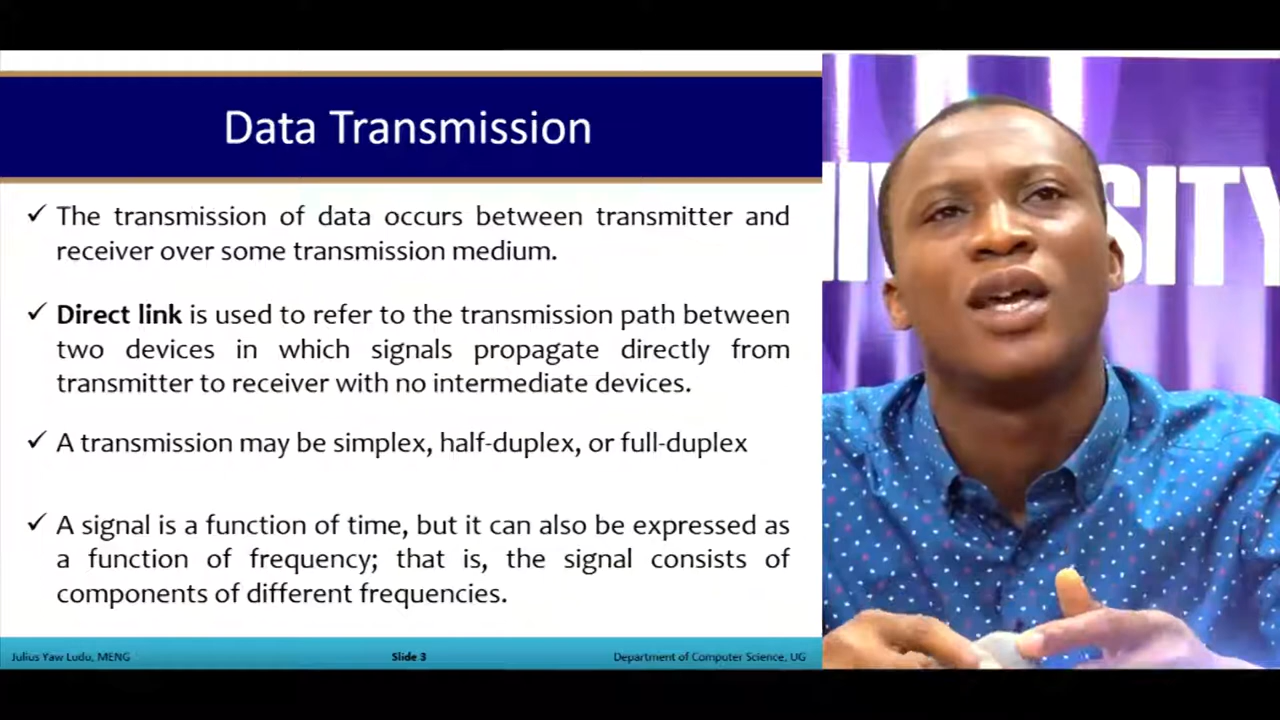 Data Transmission
✓ The transmission of data occurs between transmitter and
receiver over some transmission medium.
✓ Direct link is used to refer to the transmission path between
two devices in which signals propagate directly from
transmitter to receiver with no intermediate devices.
✓ A transmission may be simplex, half-duplex, or full-duplex
✓ A signal is a function of time, but it can also be expressed as
a function of frequency; that is, the signal consists of
components of different frequencies.
Julius Yaw Ludu, MENG
Slide 3
Department of Computer Science, UG